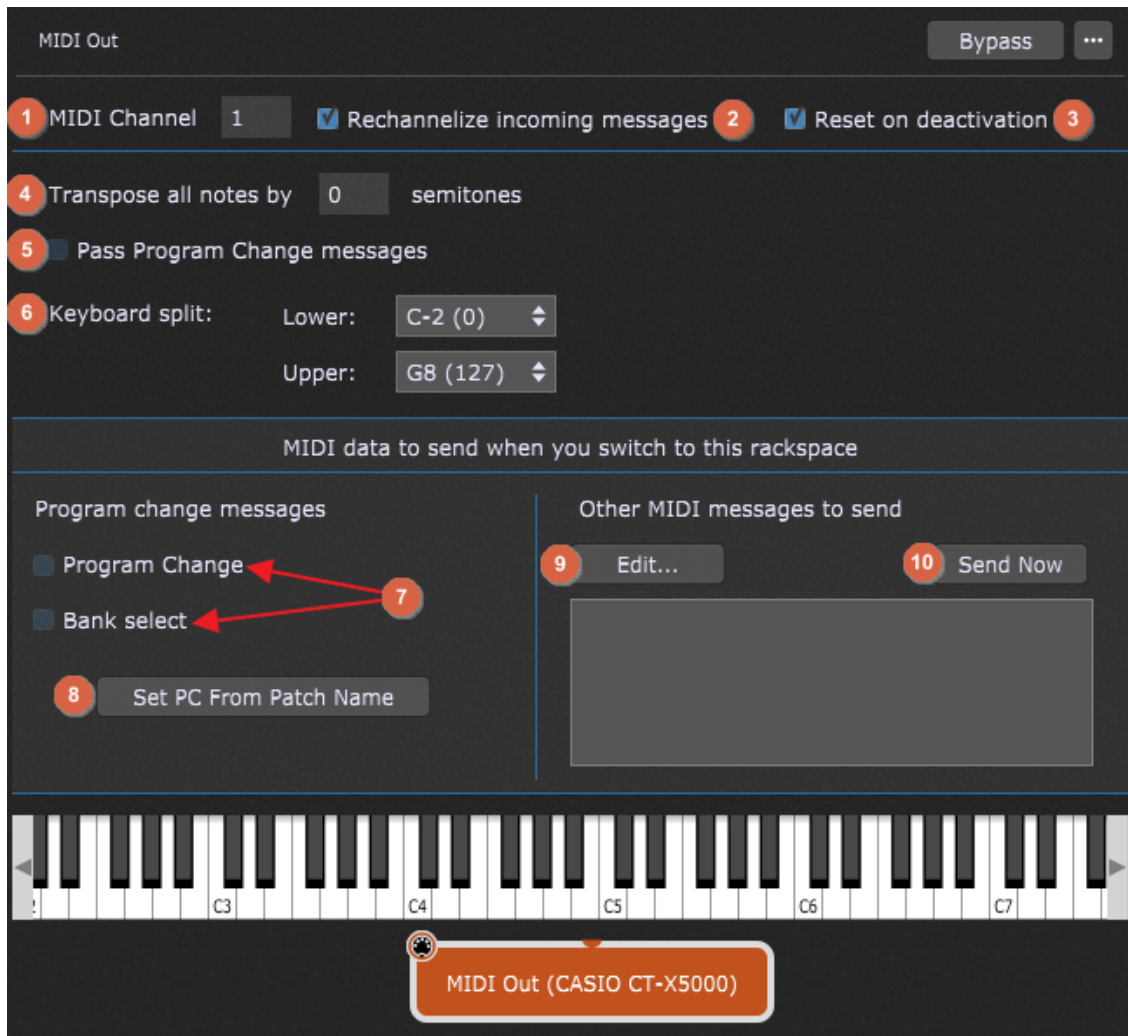 MIDI Out
Bypass
...
1 MIDI Channel 1 Rechannelize incoming messages 2 Reset on deactivation 3
4 Transpose all notes by 0 semitones
5 Pass Program Change messages
6 Keyboard split: Lower: C-2 (0)
Upper: G8 (127)
MIDI data to send when you switch to this rackspace
Program change messages
Program Change
7
Bank select
8 Set PC From Patch Name
Other MIDI messages to send
9 Edit...
10 Send Now
C3 C4 C5 C6 C7
MIDI Out (CASIO CT-X5000)